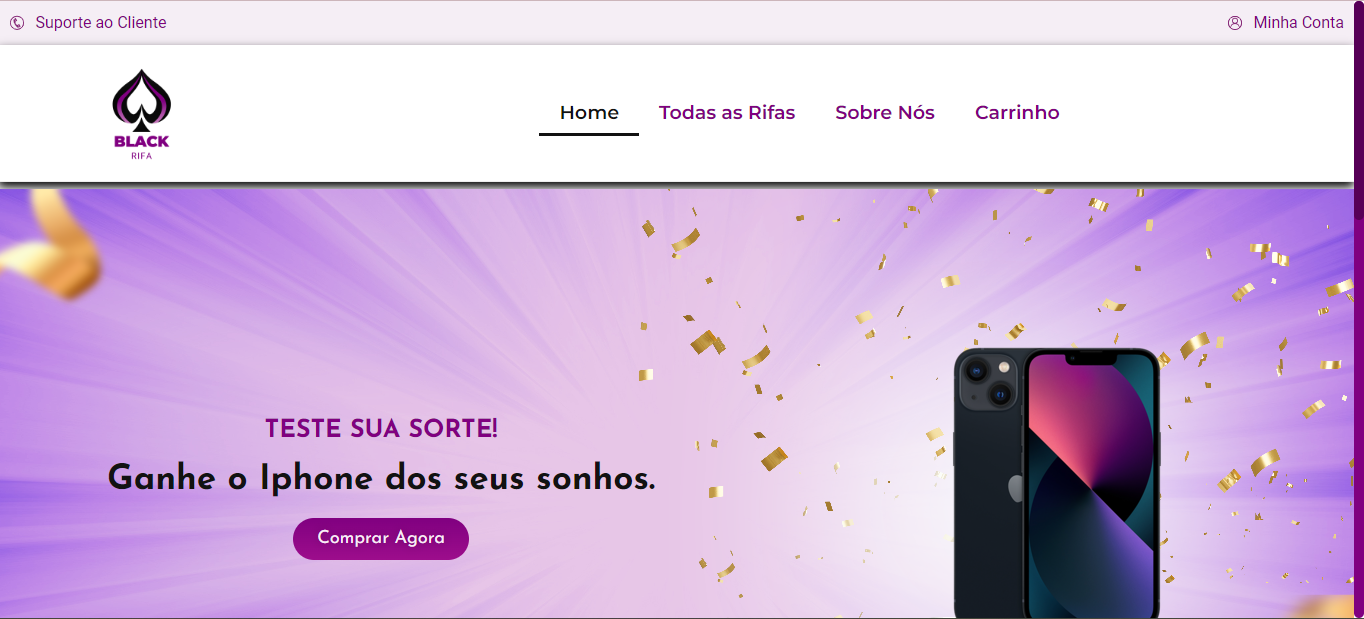 Suporte ao Cliente
Minha Conta
BLACK
RIFA
Home
Todas as Rifas
Sobre Nós
Carrinho
TESTE SUA SORTE!
Ganhe o Iphone dos seus sonhos.
Comprar Agora